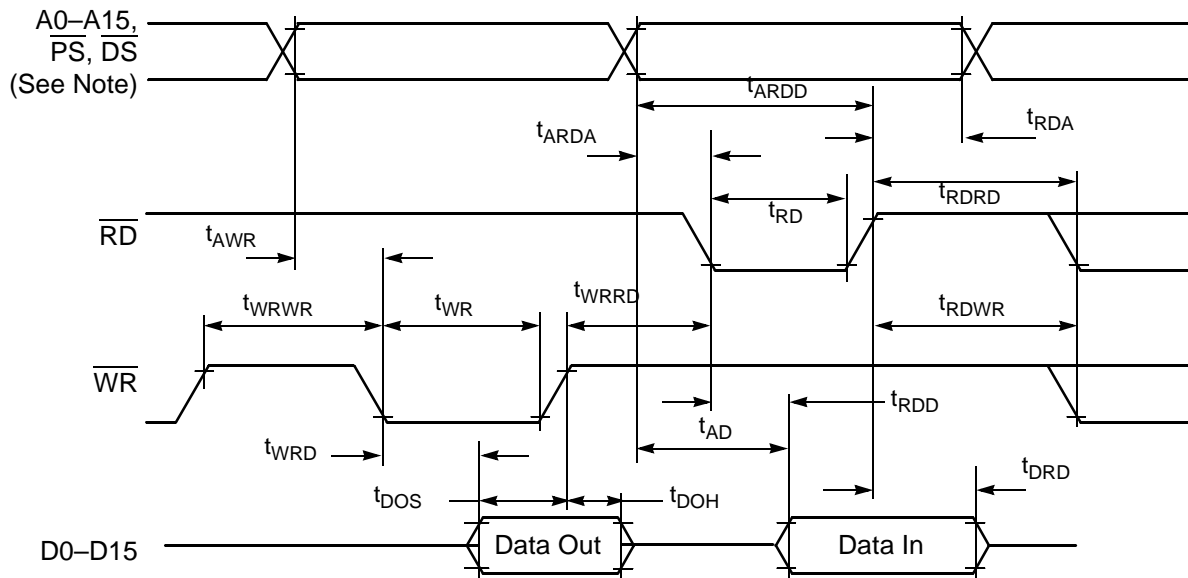 A0–A15,
PS, DS
(See Note)
tARDD
tRDA
tARDA
tRDRD
tRD
RD
tAWR
tWRWR
tWR
tWRRD
tRDWR
WR
tRDD
tAD
tWRD
tDRD
tDOS
tDOH
D0–D15
Data Out
Data In